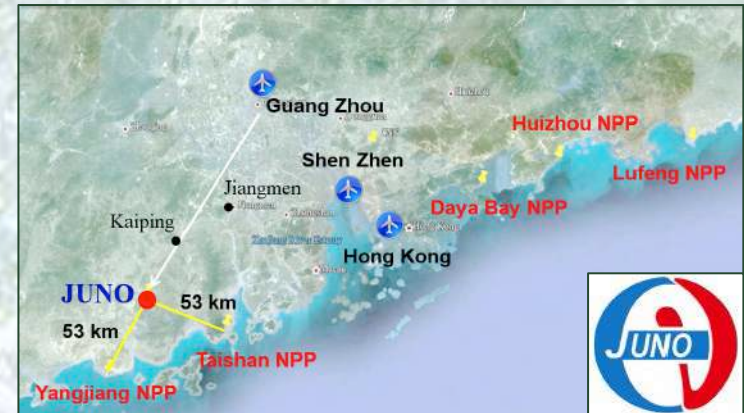 Guang Zhou
Huizhou NPP
Shen Zhen
Lufeng NPP
Jiangmen
Daya Bay NPP
Kaiping
Hong Kong
JUNO
53 km
53 km
Taishan NPP
Yangjiang NPP
JUNO